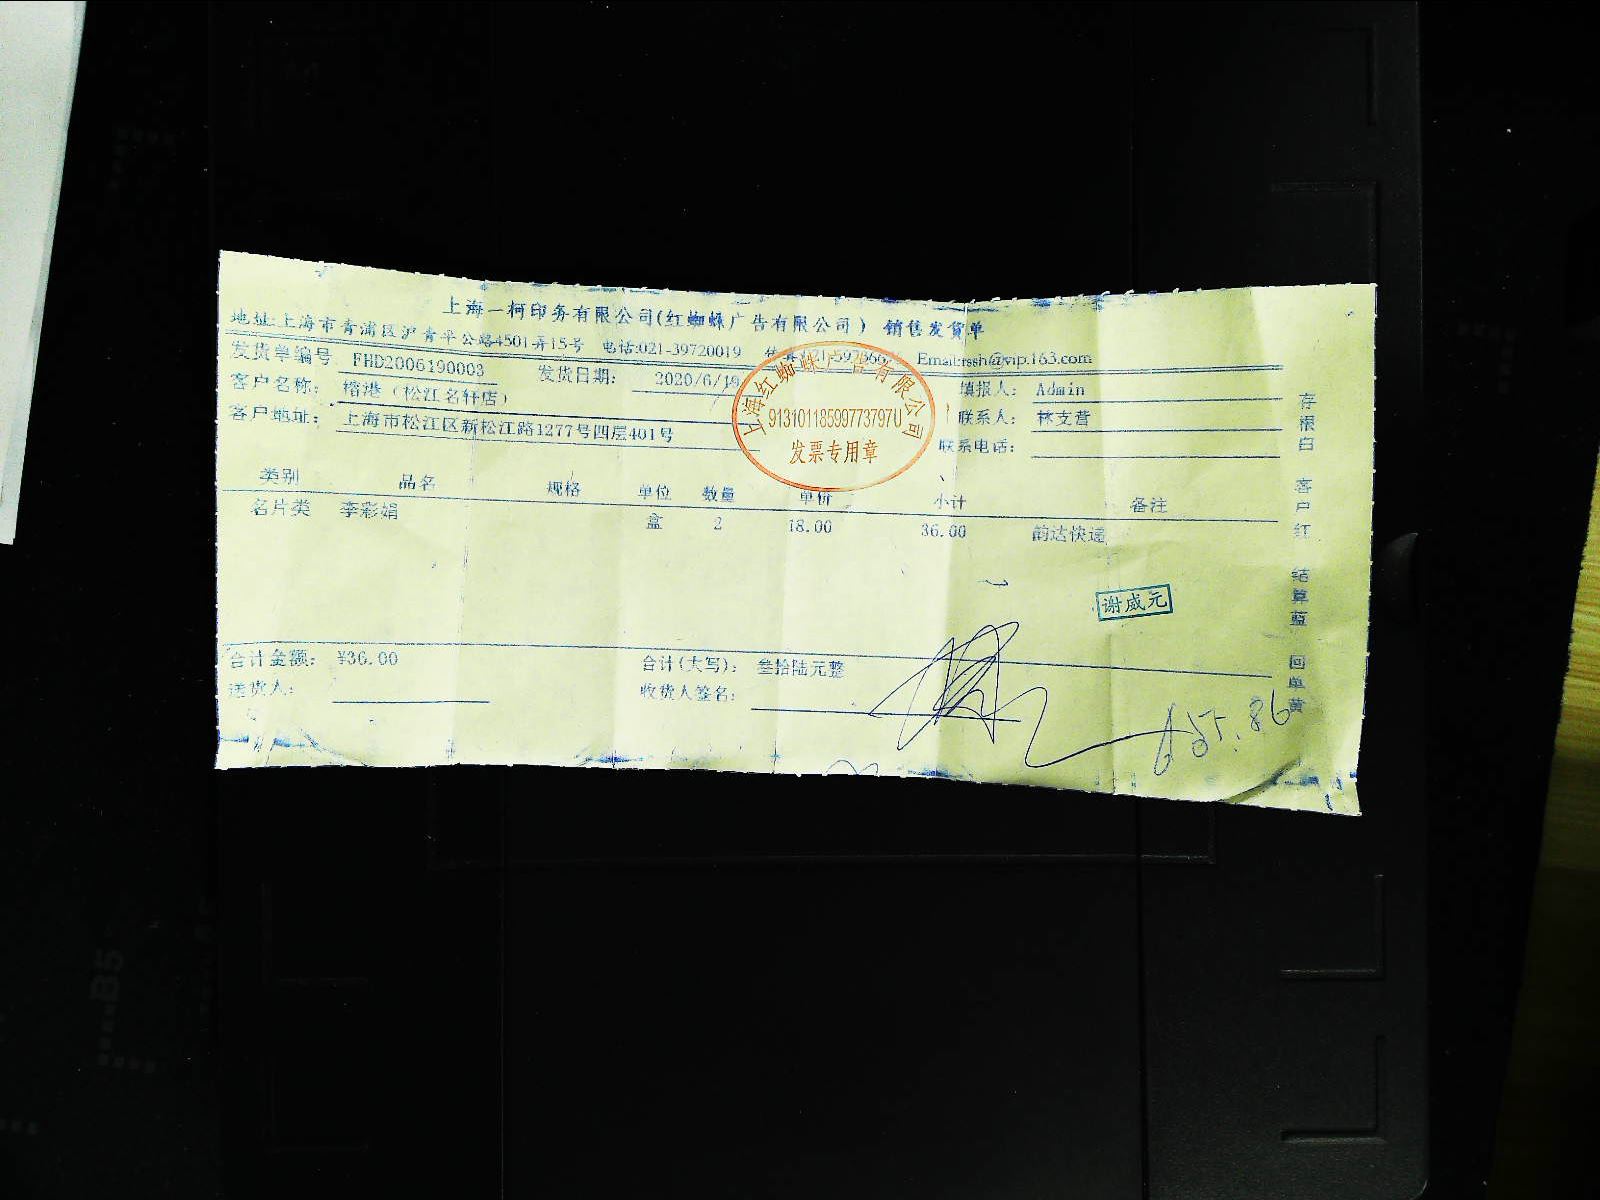 上海一柯印务有限公司(红蜘蛛广告有限公司) 销售发货单
地址:上海市青浦区沪青平公路4501弄15号 电话:021-39720019 Email:rssh@vip.163.com
发货单编号 FHD2006190003 发货日期: 2020/6/19 填报人: Admin
客户名称: 榕港(松江名轩店) 联系人: 林支营
客户地址: 上海市松江区新松江路1277号四层401号 联系电话:
上海红蜘蛛广告有限公司
91310118599773797U
发票专用章
类别 品名 规格 单位 数量 单价 小计 备注
名片类 李彩娟 盒 2 18.00 36.00 韵达快递
谢威元
合计金额: ¥36.00 合计(大写): 叁拾陆元整
送货人: 收货人签名:
存根白 客户红 结算蓝 回单黄